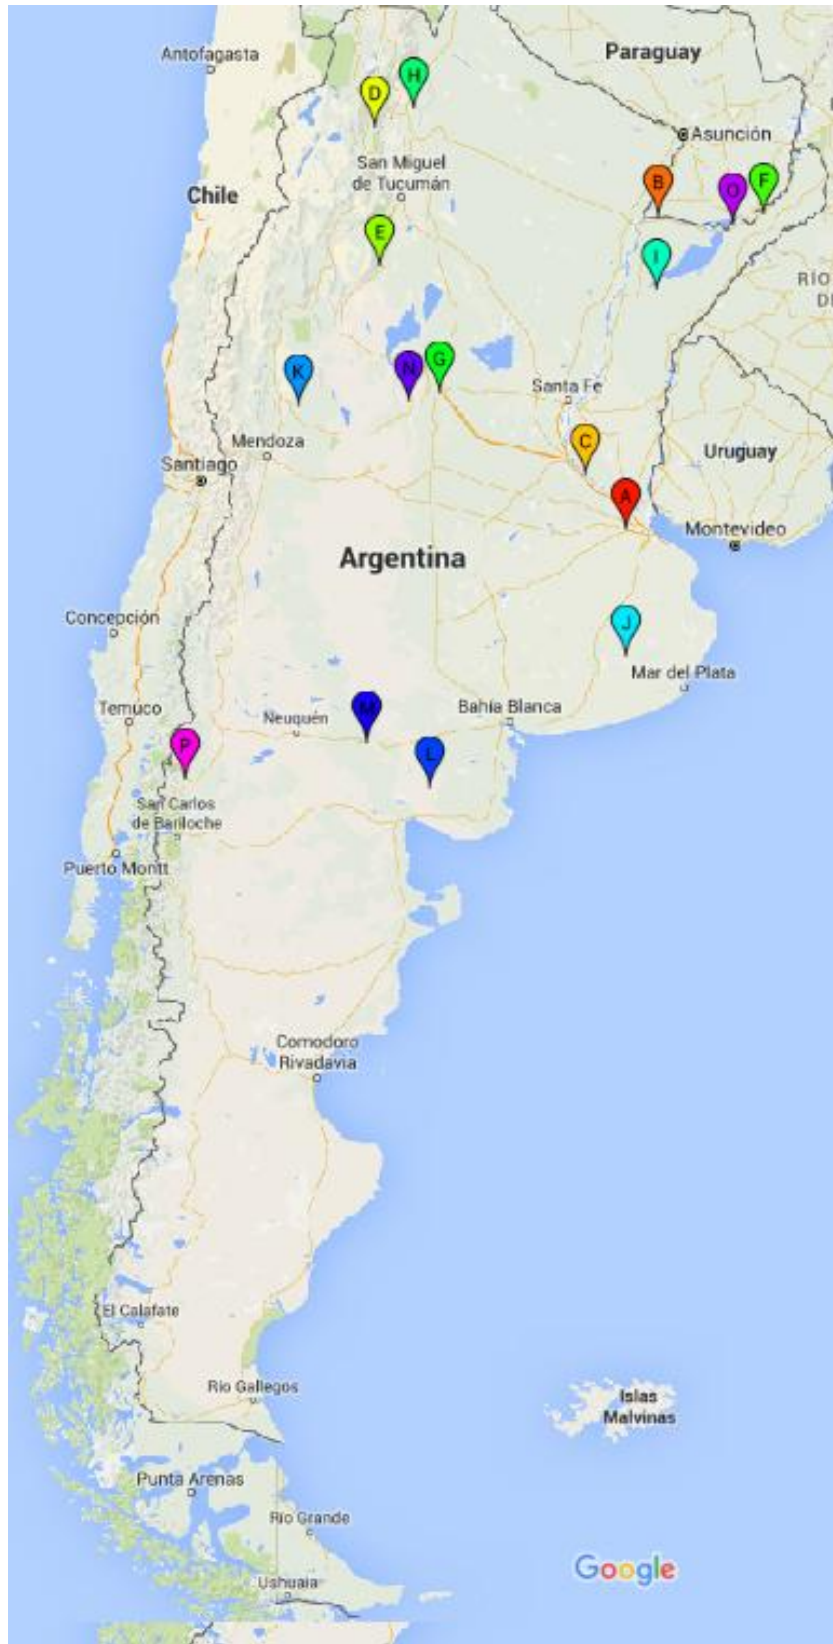 Antofagasta
Paraguay
H
D
Asunción
San Miguel
de Tucumán
B
F
O
Chile
E
I
RÍO
DE
K
N
G
Santa Fe
Mendoza
C
Uruguay
Santiago
A
Montevideo
Argentina
Concepción
J
Mar del Plata
Temuco
Neuquén
M
Bahía Blanca
P
L
San Carlos
de Bariloche
Puerto Montt
Comodoro
Rivadavia
El Calafate
Río Gallegos
Islas
Malvinas
Punta Arenas
Río Grande
Google
Ushuaia